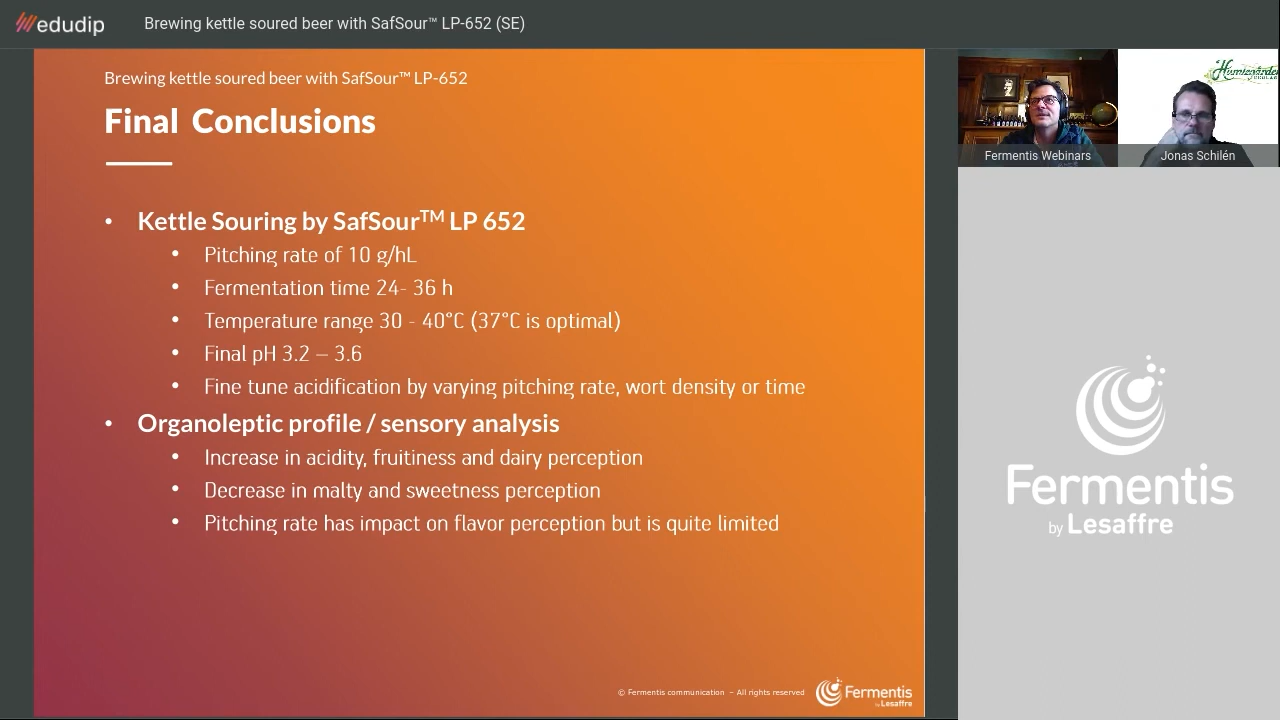 edudip
Brewing kettle soured beer with SafSour™ LP-652 (SE)
Brewing kettle soured beer with SafSour™ LP-652
Final Conclusions
• Kettle Souring by SafSour™ LP 652
• Pitching rate of 10 g/hL
• Fermentation time 24- 36 h
• Temperature range 30 - 40°C (37°C is optimal)
• Final pH 3.2 – 3.6
• Fine tune acidification by varying pitching rate, wort density or time
• Organoleptic profile / sensory analysis
• Increase in acidity, fruitiness and dairy perception
• Decrease in malty and sweetness perception
• Pitching rate has impact on flavor perception but is quite limited
© Fermentis communication – All rights reserved
Fermentis
by Lesaffre
Fermentis Webinars
Jonas Schilén
Fermentis
by Lesaffre